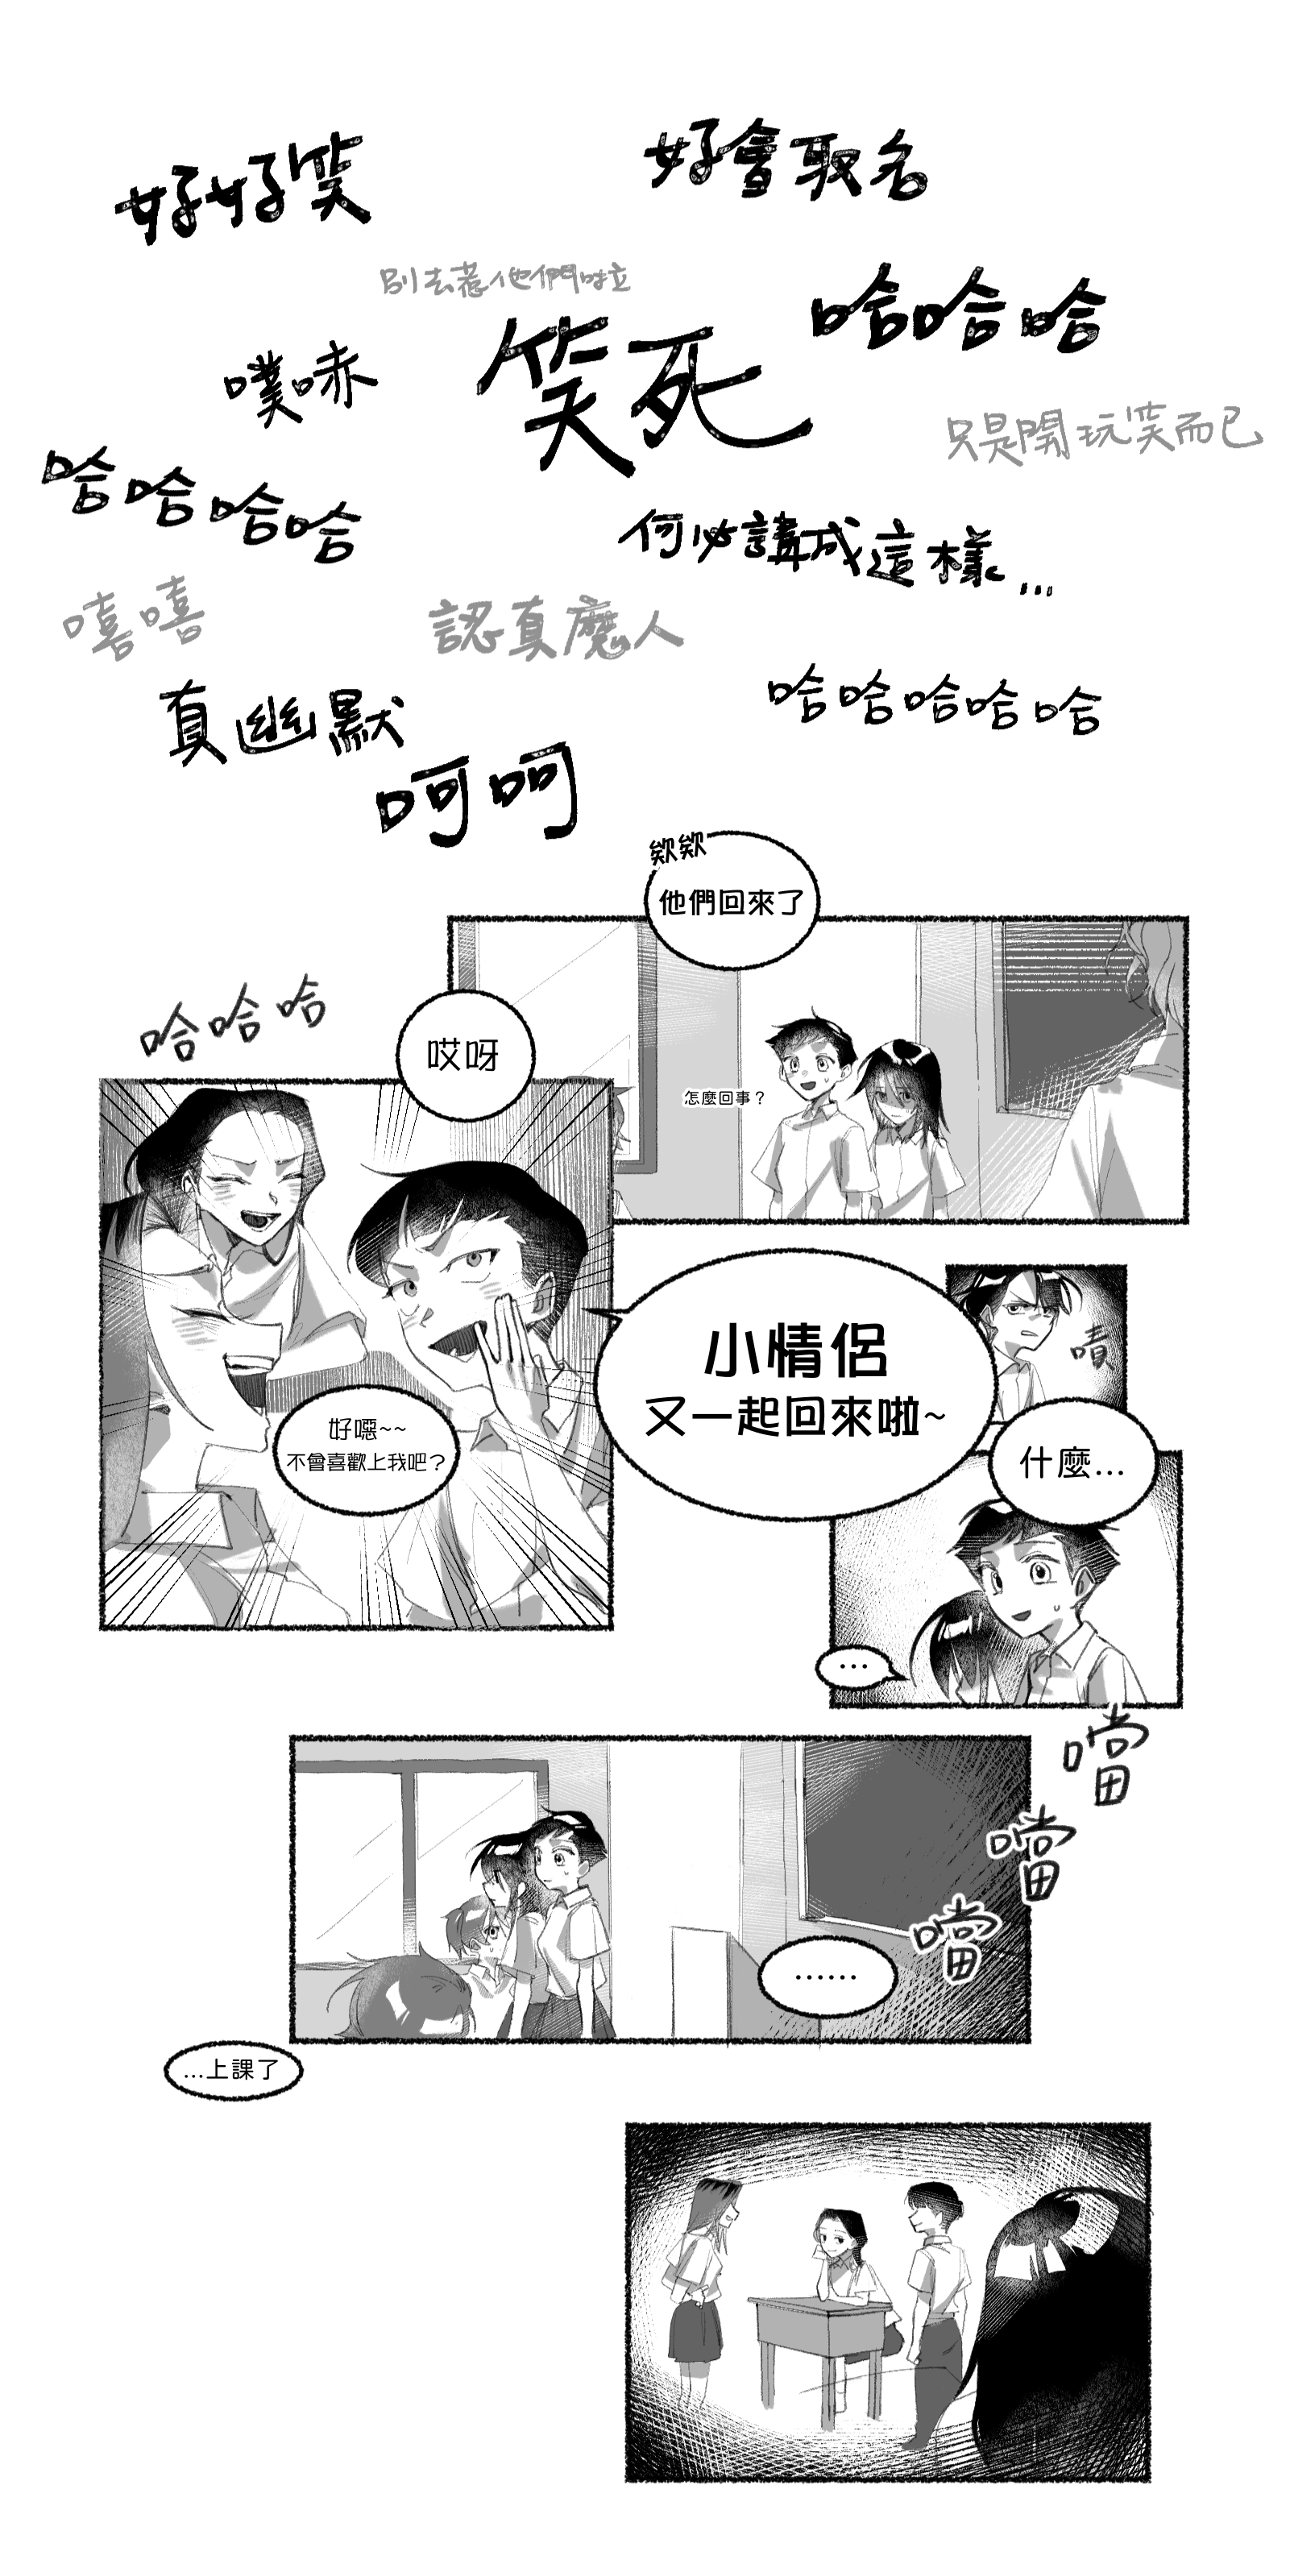 好好笑
好會取名
別去惹他們啦
哈哈哈
笑死
噗哧
只是開玩笑而已
哈哈哈哈
何必講成這樣...
嘻嘻
認真魔人
真幽默
哈哈哈哈哈
呵呵
欸欸
他們回來了
怎麼回事？
哈哈哈
哎呀
小情侶
又一起回來啦~
好噁~~
不會喜歡上我吧？
嘖
什麼...
...
噹
噹
噹
......
...上課了